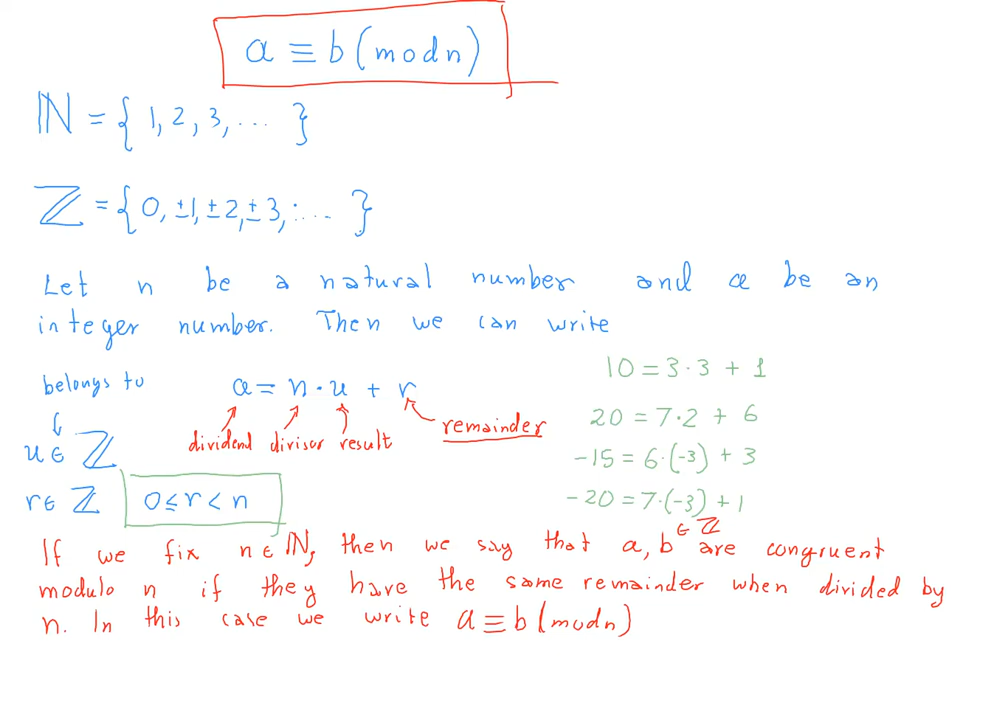 a ≡ b (mod n)
ℕ = { 1, 2, 3, ... }
ℤ = { 0, ±1, ±2, ±3, .... }
Let n be a natural number and a be an
integer number. Then we can write
belongs to
a = n · u + r
dividend divisor result remainder
u ∈ ℤ
r ∈ ℤ 0 ≤ r < n
10 = 3·3 + 1
20 = 7·2 + 6
-15 = 6·(-3) + 3
-20 = 7·(-3) + 1
If we fix n ∈ ℕ, then we say that a, b ∈ ℤ are congruent
modulo n if they have the same remainder when divided by
n. In this case we write a ≡ b (mod n)